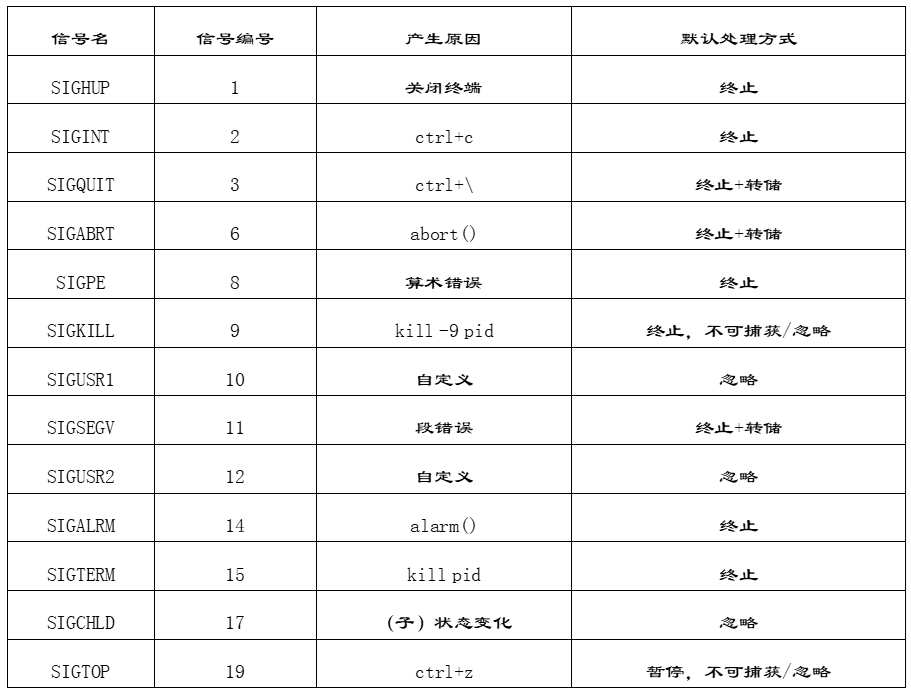 信号名 信号编号 产生原因 默认处理方式
SIGHUP 1 关闭终端 终止
SIGINT 2 ctrl+c 终止
SIGQUIT 3 ctrl+\ 终止+转储
SIGABRT 6 abort() 终止+转储
SIGPE 8 算术错误 终止
SIGKILL 9 kill -9 pid 终止，不可捕获/忽略
SIGUSR1 10 自定义 忽略
SIGSEGV 11 段错误 终止+转储
SIGUSR2 12 自定义 忽略
SIGALRM 14 alarm() 终止
SIGTERM 15 kill pid 终止
SIGCHLD 17 （子）状态变化 忽略
SIGTOP 19 ctrl+z 暂停，不可捕获/忽略